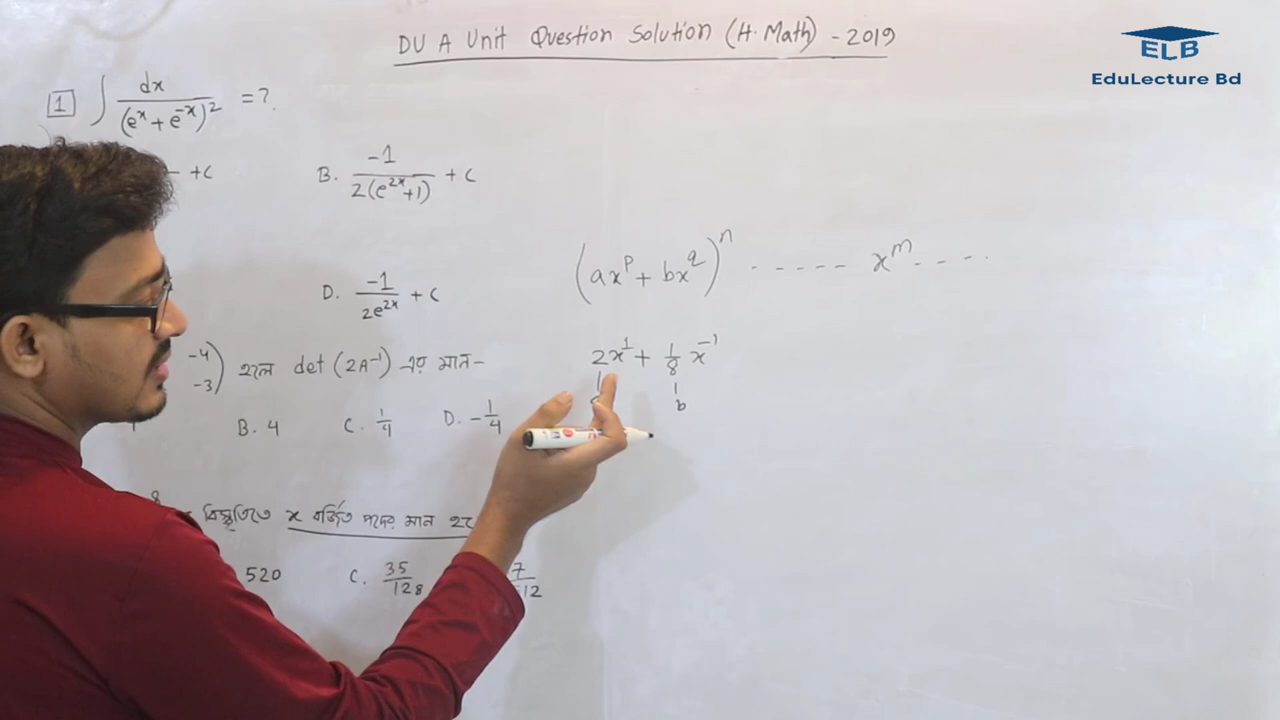 DU A Unit Question Solution (H. Math) - 2019
ELB
EduLecture Bd
1 ∫ dx/(eˣ + e⁻ˣ)² = ?
+ C
B. -1/2(e²ˣ+1) + C
D. -1/2e²ˣ + C
(axᵖ + bx^q)ⁿ ----- xᵐ ----
2x¹ + 1/8 x⁻¹
b
-4
-3) হলে det (2A⁻¹) এর মান-
B. 4 C. 1/4 D. -1/4
8
বিস্তৃতিতে x বর্জিত পদের মান
520 C. 35/128 7